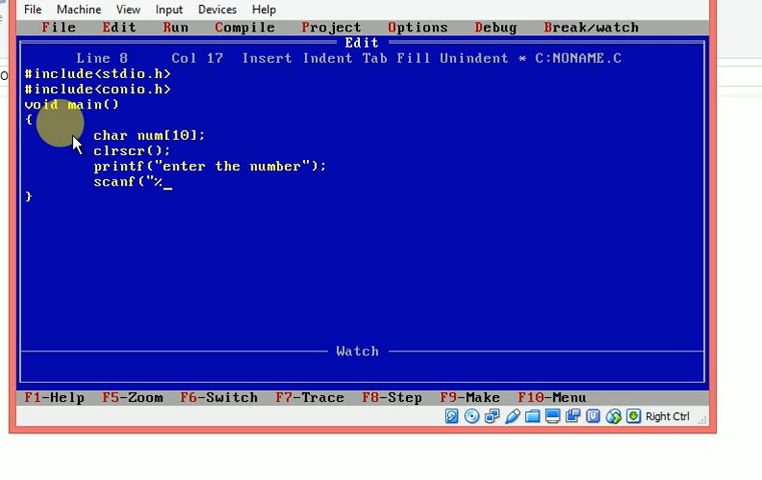 File Machine View Input Devices Help
File Edit Run Compile Project Options Debug Break/watch
Edit
Line 8 Col 17 Insert Indent Tab Fill Unindent * C:NONAME.C
#include<stdio.h>
#include<conio.h>
void main()
{
char num[10];
clrscr();
printf("enter the number");
scanf("%_
}
Watch
F1-Help F5-Zoom F6-Switch F7-Trace F8-Step F9-Make F10-Menu
Right Ctrl